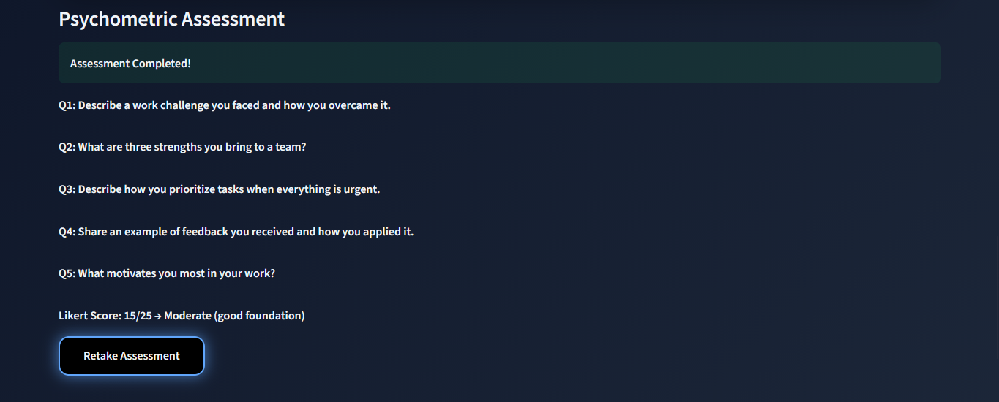 Psychometric Assessment
Assessment Completed!
Q1: Describe a work challenge you faced and how you overcame it.
Q2: What are three strengths you bring to a team?
Q3: Describe how you prioritize tasks when everything is urgent.
Q4: Share an example of feedback you received and how you applied it.
Q5: What motivates you most in your work?
Likert Score: 15/25 → Moderate (good foundation)
Retake Assessment